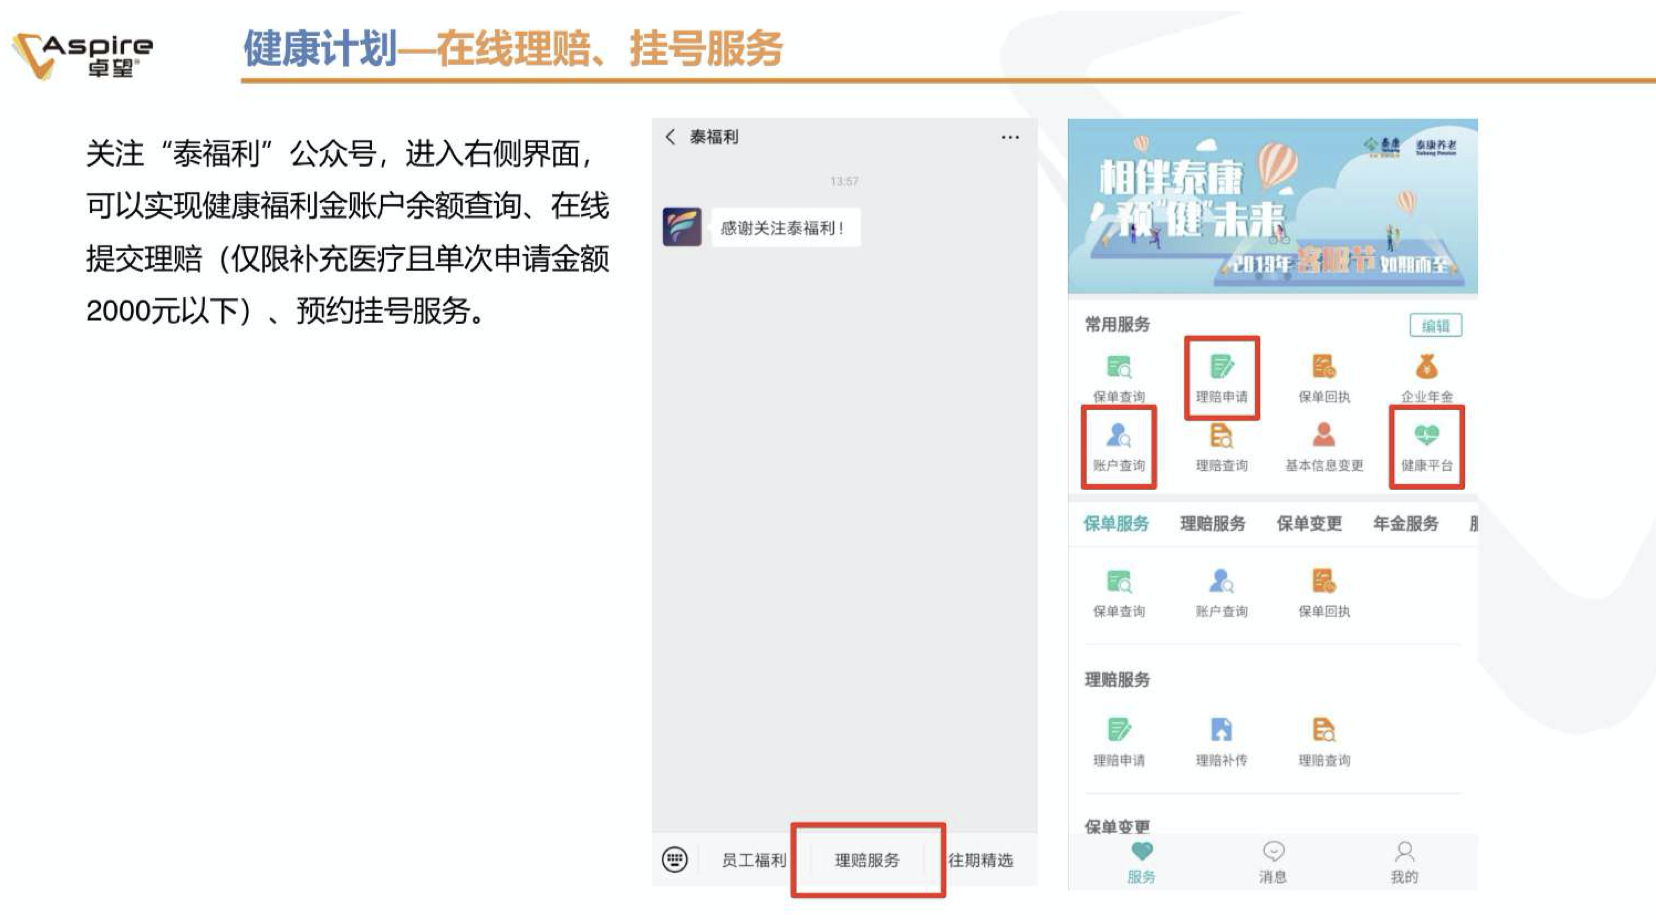 Aspire
卓望®
健康计划—在线理赔、挂号服务
关注“泰福利”公众号，进入右侧界面，
可以实现健康福利金账户余额查询、在线
提交理赔（仅限补充医疗且单次申请金额
2000元以下）、预约挂号服务。
泰福利
13:57
感谢关注泰福利！
员工福利
理赔服务
往期精选
泰康
泰康养老
相伴泰康
预“健”未来
2019年客服节如期而至
常用服务
编辑
保单查询
理赔申请
保单回执
企业年金
账户查询
理赔查询
基本信息变更
健康平台
保单服务 理赔服务 保单变更 年金服务
保单查询
账户查询
保单回执
理赔服务
理赔申请
理赔补传
理赔查询
保单变更
服务
消息
我的